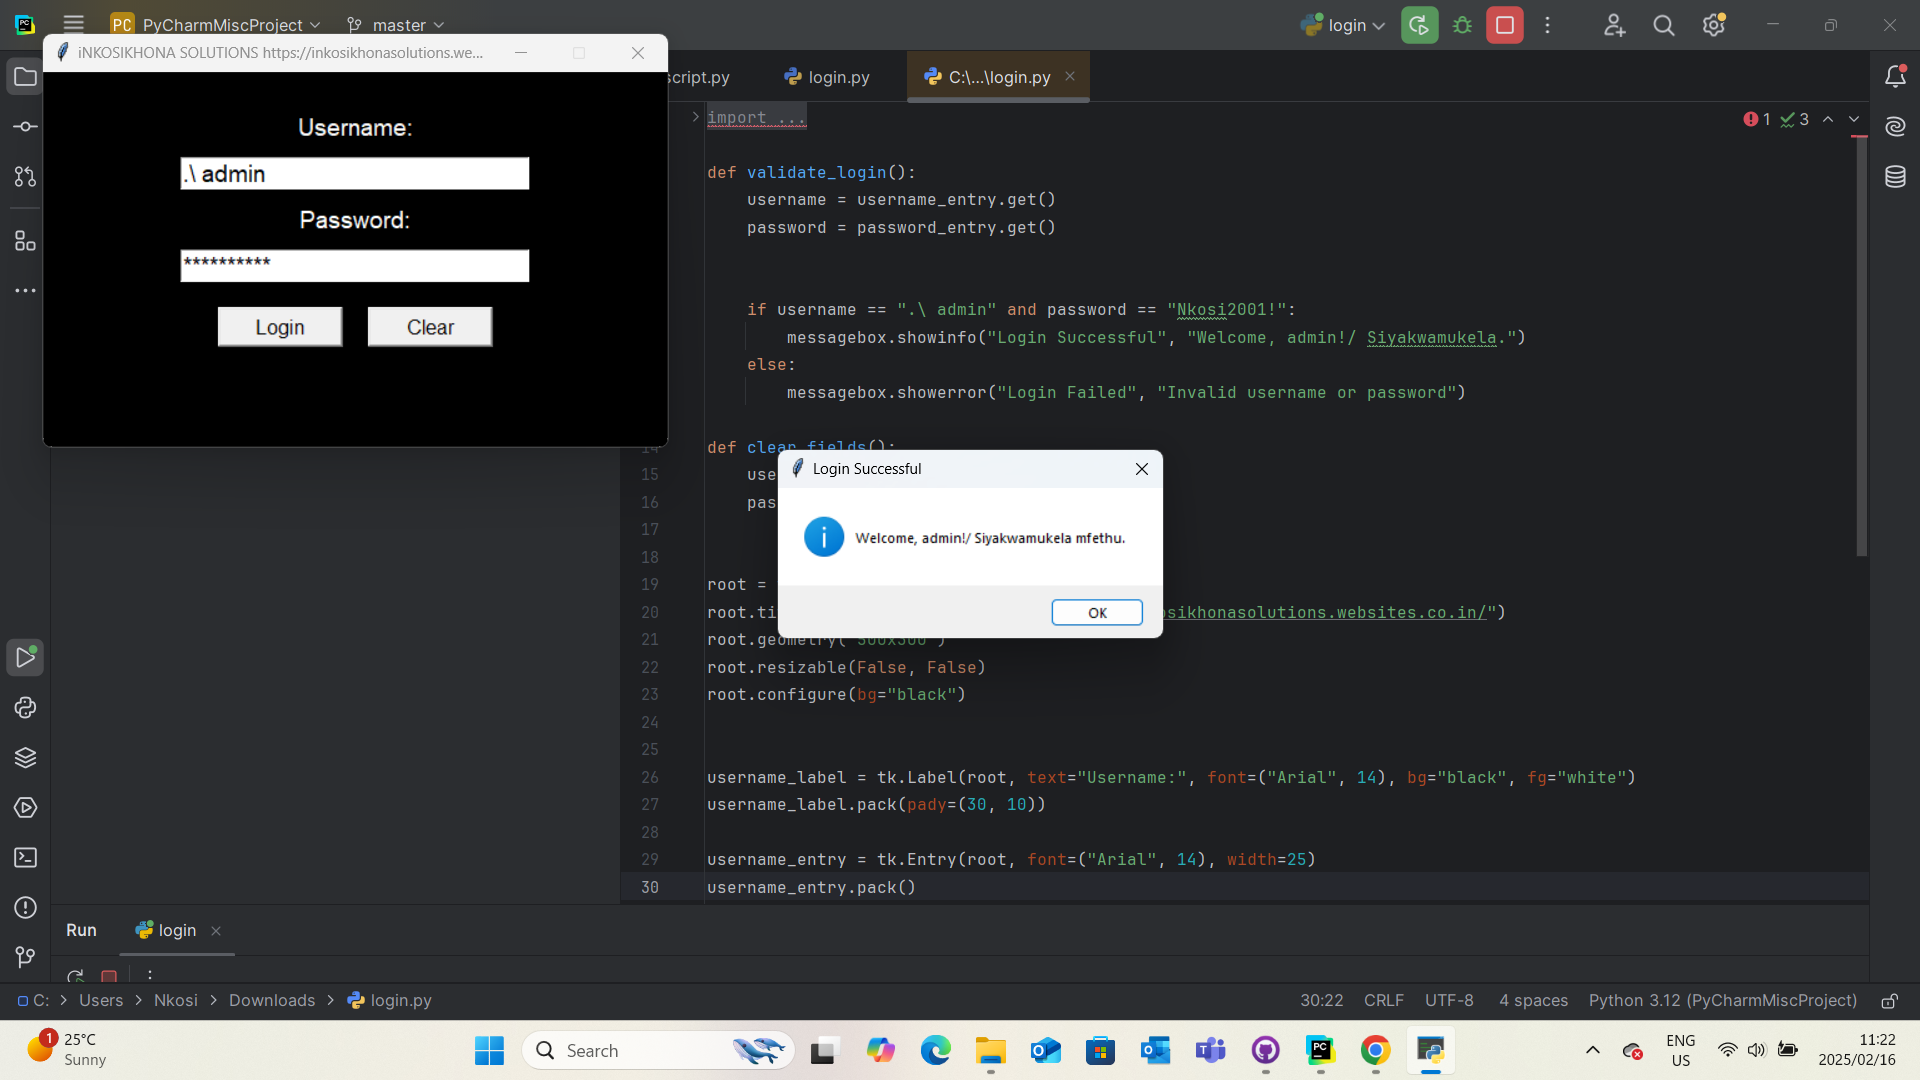 PC PyCharmMiscProject master login
iNKOSIKHONA SOLUTIONS https://inkosikhonasolutions.we...
script.py login.py C:\...\login.py
Username:
.\ admin
Password:
**********
Login Clear
import ...
1 3
def validate_login():
username = username_entry.get()
password = password_entry.get()
if username == ".\ admin" and password == "Nkosi2001!":
messagebox.showinfo("Login Successful", "Welcome, admin!/ Siyakwamukela.")
else:
messagebox.showerror("Login Failed", "Invalid username or password")
14 def clear_fields():
15 use
16 pas
17
18
19 root =
20 root.ti osikhonasolutions.websites.co.in/")
21 root.geometry("500x300")
22 root.resizable(False, False)
23 root.configure(bg="black")
24
25
26 username_label = tk.Label(root, text="Username:", font=("Arial", 14), bg="black", fg="white")
27 username_label.pack(pady=(30, 10))
28
29 username_entry = tk.Entry(root, font=("Arial", 14), width=25)
30 username_entry.pack()
Login Successful
Welcome, admin!/ Siyakwamukela mfethu.
OK
Run login
C: > Users > Nkosi > Downloads > login.py 30:22 CRLF UTF-8 4 spaces Python 3.12 (PyCharmMiscProject)
1 25°C
Sunny
Search
ENG
US
11:22
2025/02/16